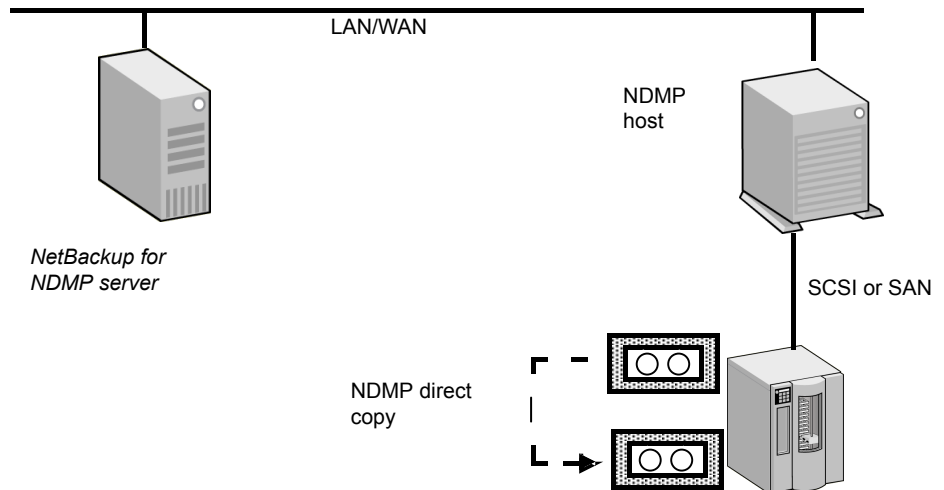 LAN/WAN
NDMP
host
NetBackup for
NDMP server
SCSI or SAN
NDMP direct
copy